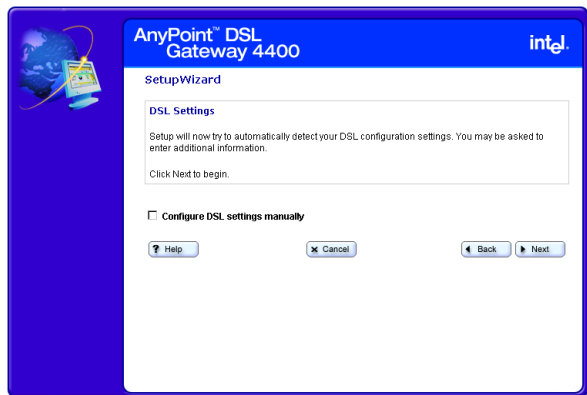 AnyPoint™ DSL
Gateway 4400
intel.
SetupWizard
DSL Settings
Setup will now try to automatically detect your DSL configuration settings. You may be asked to
enter additional information.
Click Next to begin.
Configure DSL settings manually
? Help
x Cancel
Back
Next